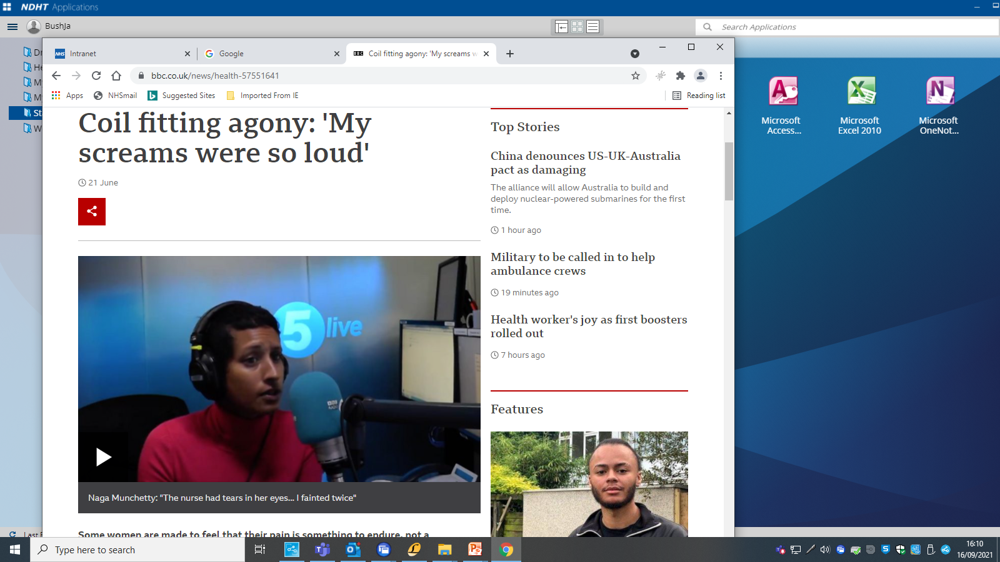 NDHT Applications
BushJa
Search Applications
Intranet
Google
Coil fitting agony: 'My screams w
bbc.co.uk/news/health-57551641
Apps
NHSmail
Suggested Sites
Imported From IE
Reading list
Coil fitting agony: 'My
screams were so loud'
21 June
5 live
Naga Munchetty: "The nurse had tears in her eyes... I fainted twice"
Some women are made to feel that their pain is something to endure, not a
Top Stories
China denounces US-UK-Australia
pact as damaging
The alliance will allow Australia to build and
deploy nuclear-powered submarines for the first
time.
1 hour ago
Military to be called in to help
ambulance crews
19 minutes ago
Health worker's joy as first boosters
rolled out
7 hours ago
Features
Microsoft
Access...
Microsoft
Excel 2010
Microsoft
OneNot...
Type here to search
16:10
16/09/2021